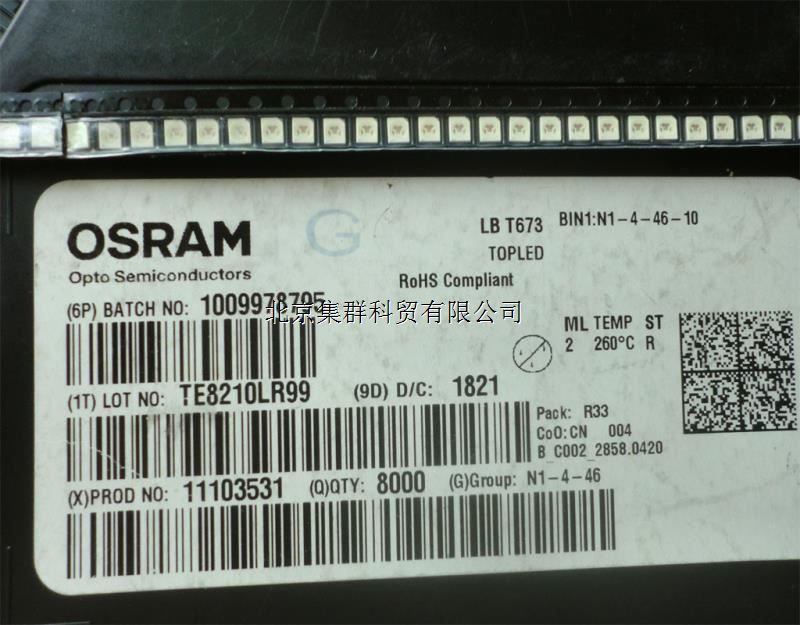 OSRAM
Opto Semiconductors
G
LB T673 BIN1:N1-4-46-10
TOPLED
RoHS Compliant
(6P) BATCH NO: 1009978795
北京集群科贸有限公司
ML TEMP ST
2 260°C R
(1T) LOT NO: TE8210LR99 (9D) D/C: 1821
Pack: R33
CoO:CN 004
B_C002_2858.0420
(X)PROD NO: 11103531 (Q)QTY: 8000 (G)Group: N1-4-46